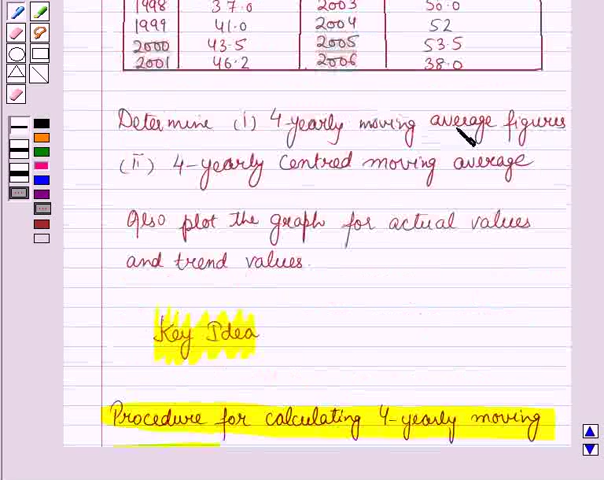 1998 37.0 2003
1999 41.0 2004 52
2000 43.5 2005 53.5
2001 46.2 2006 38.0
Determine (i) 4-yearly moving average figures
(ii) 4-yearly centred moving average
Also plot the graph for actual values
and trend values.
Key Idea
Procedure for calculating 4-yearly moving